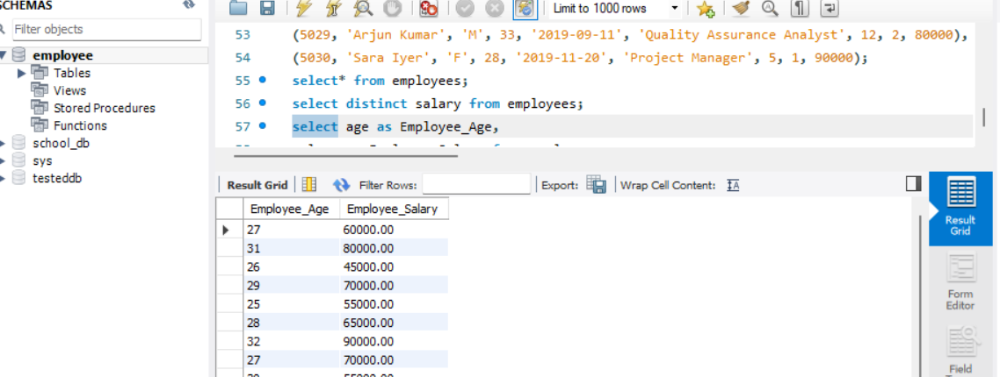 SCHEMAS
Filter objects
employee
Tables
Views
Stored Procedures
Functions
school_db
sys
testeddb
Limit to 1000 rows
53 (5029, 'Arjun Kumar', 'M', 33, '2019-09-11', 'Quality Assurance Analyst', 12, 2, 80000),
54 (5030, 'Sara Iyer', 'F', 28, '2019-11-20', 'Project Manager', 5, 1, 90000);
55 select* from employees;
56 select distinct salary from employees;
57 select age as Employee_Age,
Result Grid Filter Rows: Export: Wrap Cell Content:
Employee_Age Employee_Salary
27 60000.00
31 80000.00
26 45000.00
29 70000.00
25 55000.00
28 65000.00
32 90000.00
27 70000.00
Result
Grid
Form
Editor
Field